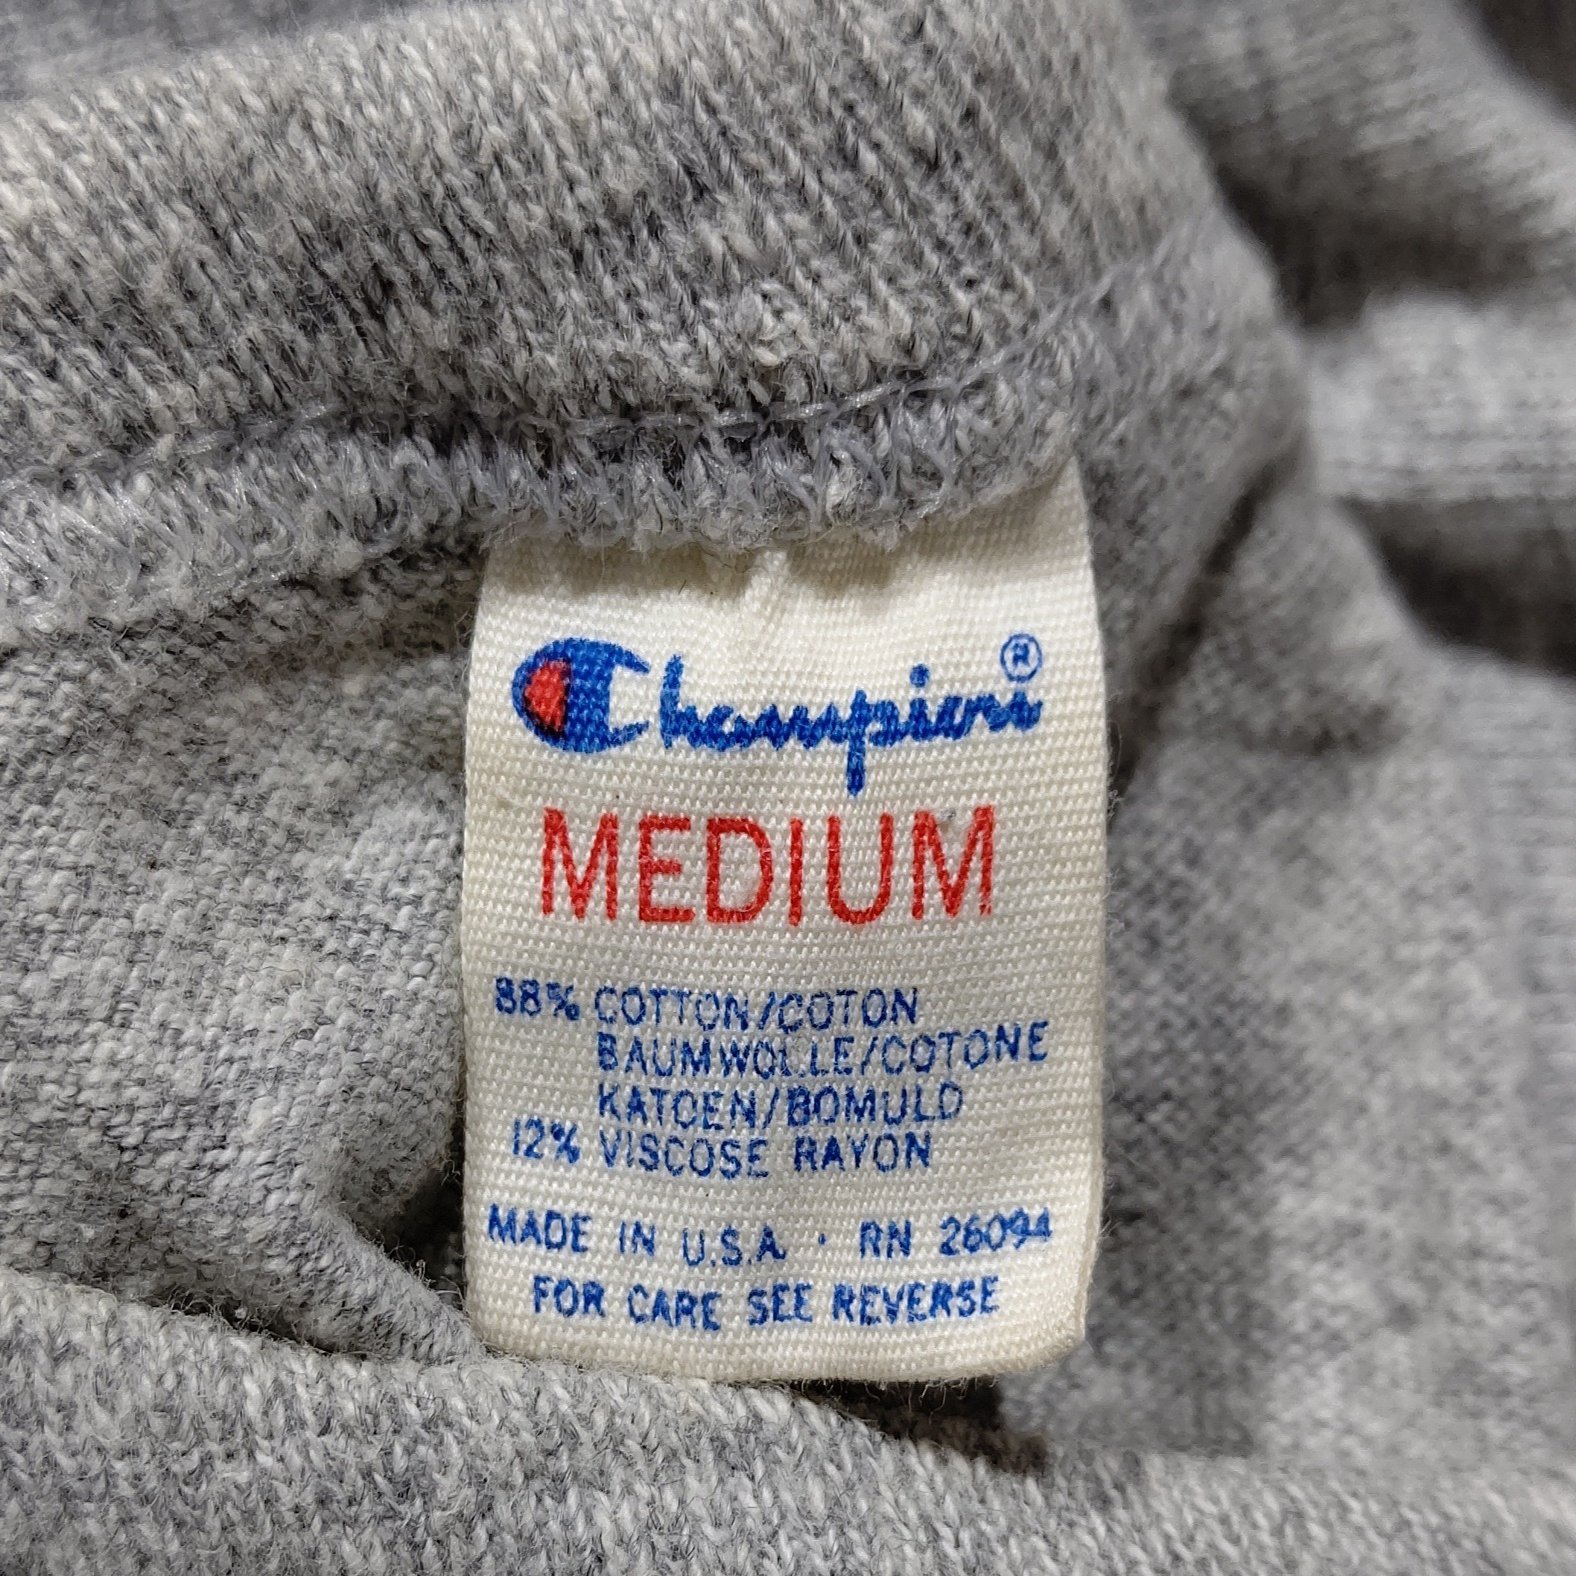 Champion®
MEDIUM
88% COTTON/COTON
BAUMWOLLE/COTONE
KATOEN/BOMULD
12% VISCOSE RAYON
MADE IN U.S.A. · RN 26094
FOR CARE SEE REVERSE